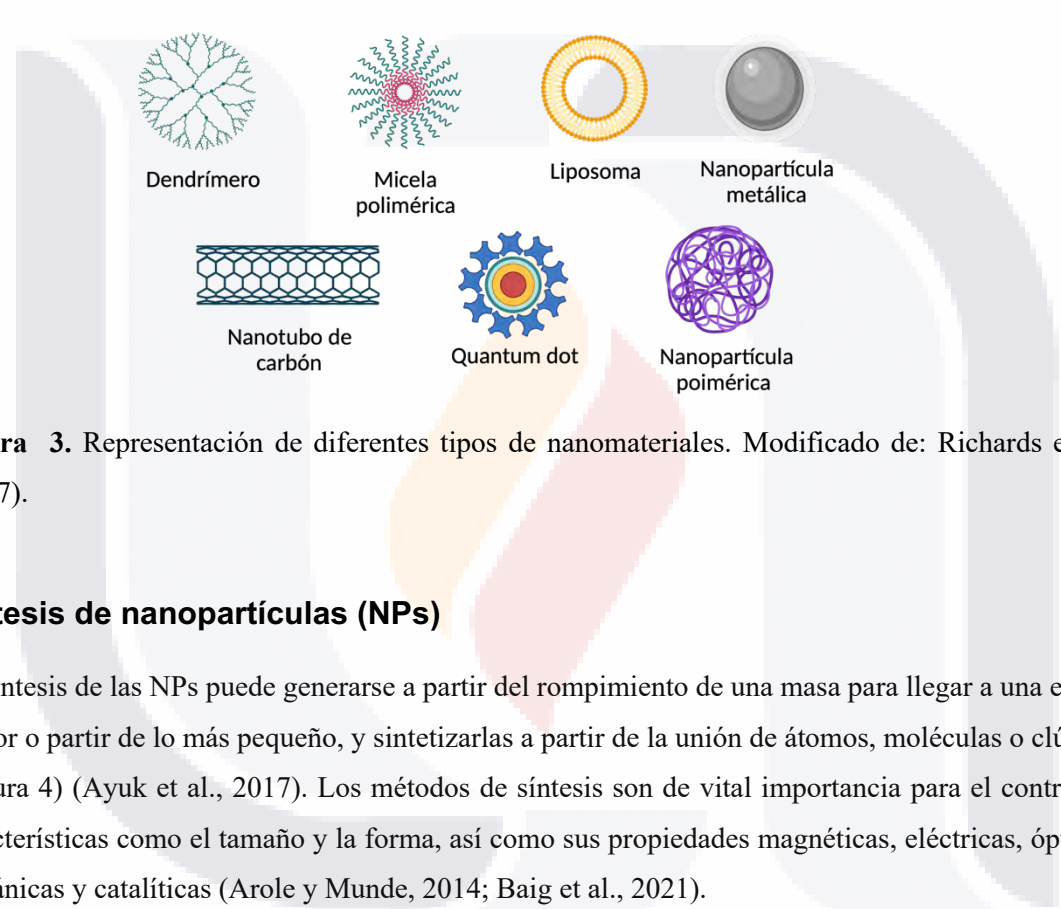 Dendrímero
Micela
polimérica
Liposoma
Nanopartícula
metálica
Nanotubo de
carbón
Quantum dot
Nanopartícula
poimérica
ra 3. Representación de diferentes tipos de nanomateriales. Modificado de: Richards e
7).
tesis de nanopartículas (NPs)
ntesis de las NPs puede generarse a partir del rompimiento de una masa para llegar a una e
or o partir de lo más pequeño, y sintetizarlas a partir de la unión de átomos, moléculas o clú
ura 4) (Ayuk et al., 2017). Los métodos de síntesis son de vital importancia para el contr
cterísticas como el tamaño y la forma, así como sus propiedades magnéticas, eléctricas, óp
ánicas y catalíticas (Arole y Munde, 2014; Baig et al., 2021).